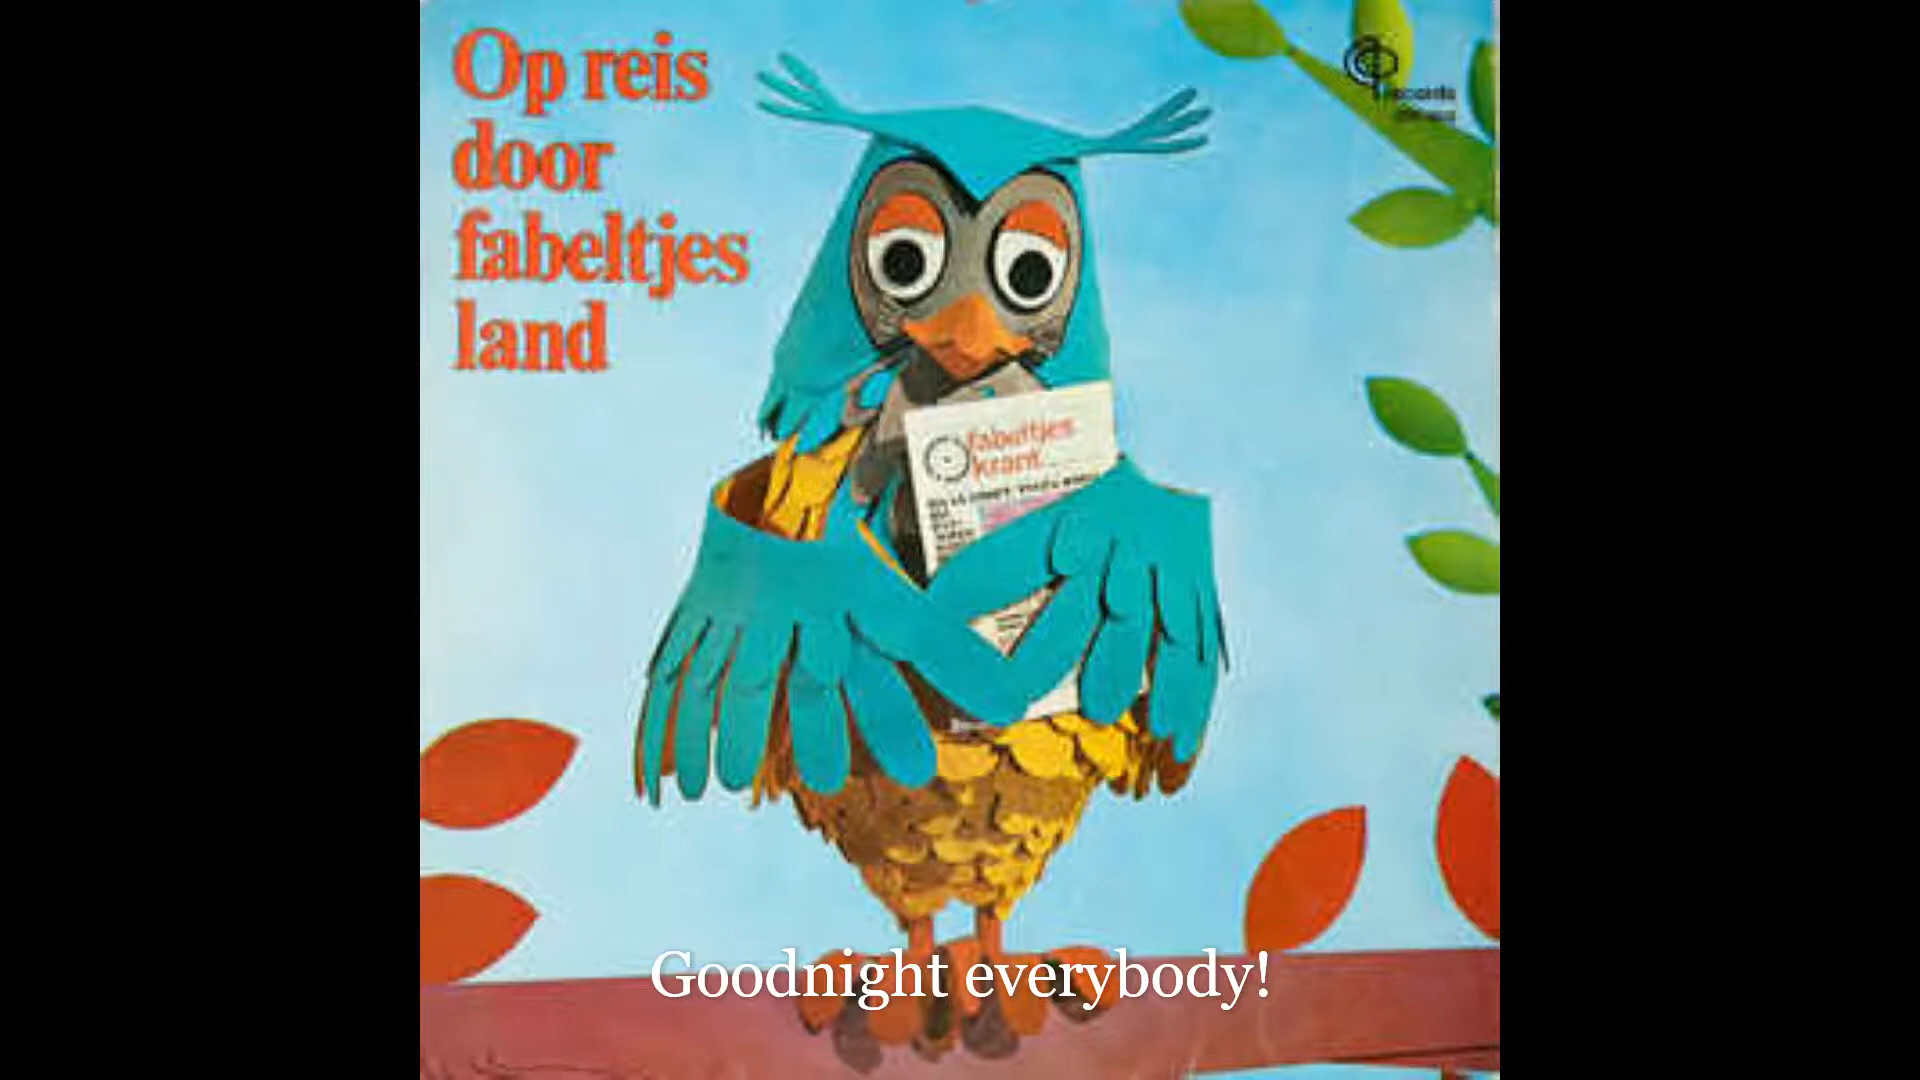 Op reis
door
fabeltjes
land
fabeltjes
krant
Goodnight everybody!